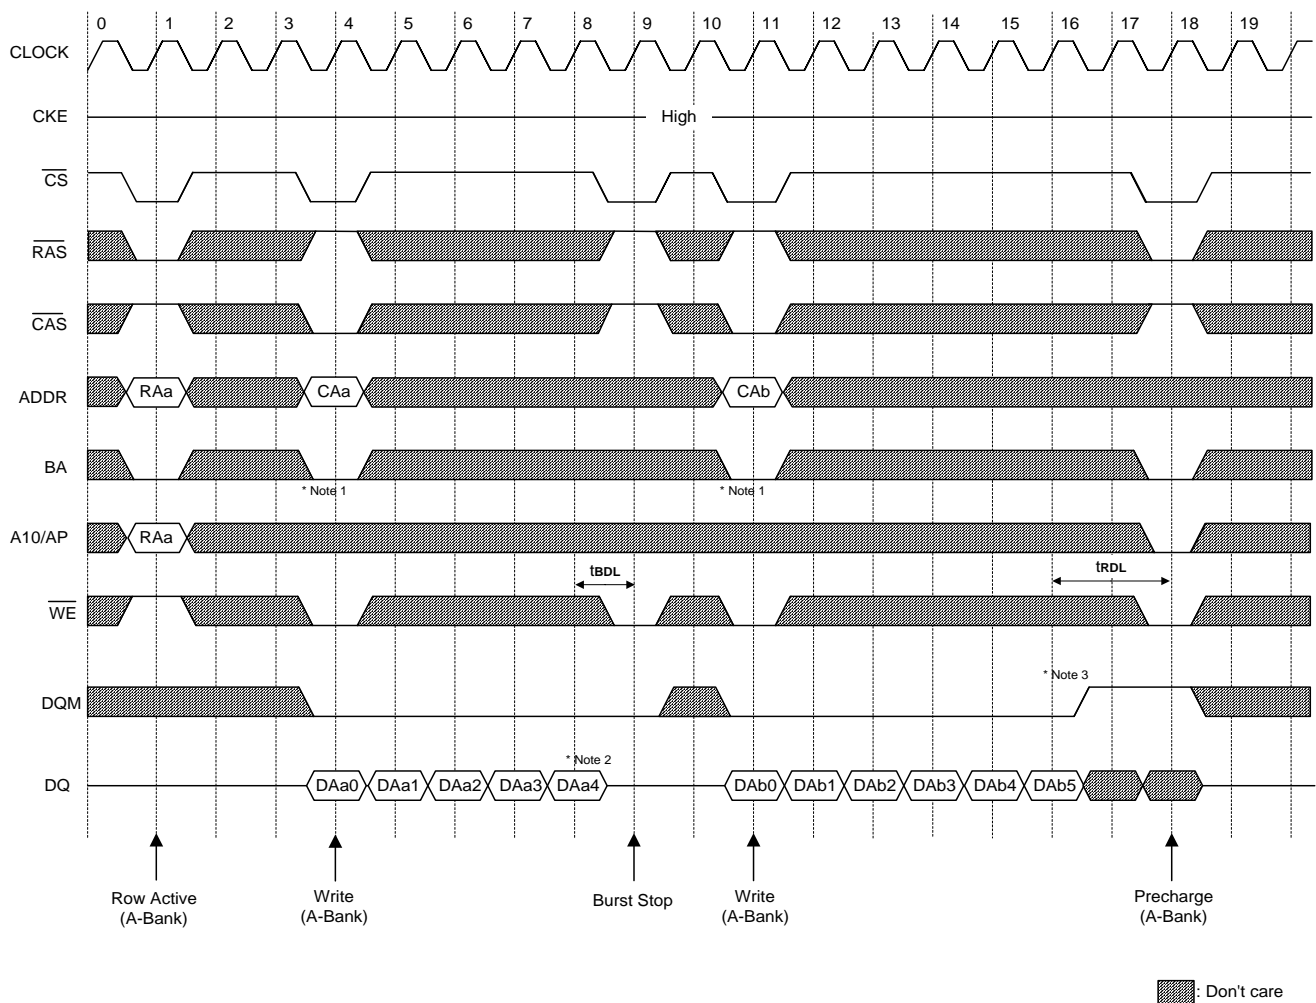 0 1 2 3 4 5 6 7 8 9 10 11 12 13 14 15 16 17 18 19
CLOCK
CKE High
CS
RAS
CAS
ADDR RAa CAa CAb
BA
* Note 1 * Note 1
A10/AP RAa
tBDL tRDL
WE
* Note 3
DQM
* Note 2
DQ DAa0 DAa1 DAa2 DAa3 DAa4 DAb0 DAb1 DAb2 DAb3 DAb4 DAb5
Row Active Write Burst Stop Write Precharge
(A-Bank) (A-Bank) (A-Bank) (A-Bank)
: Don't care